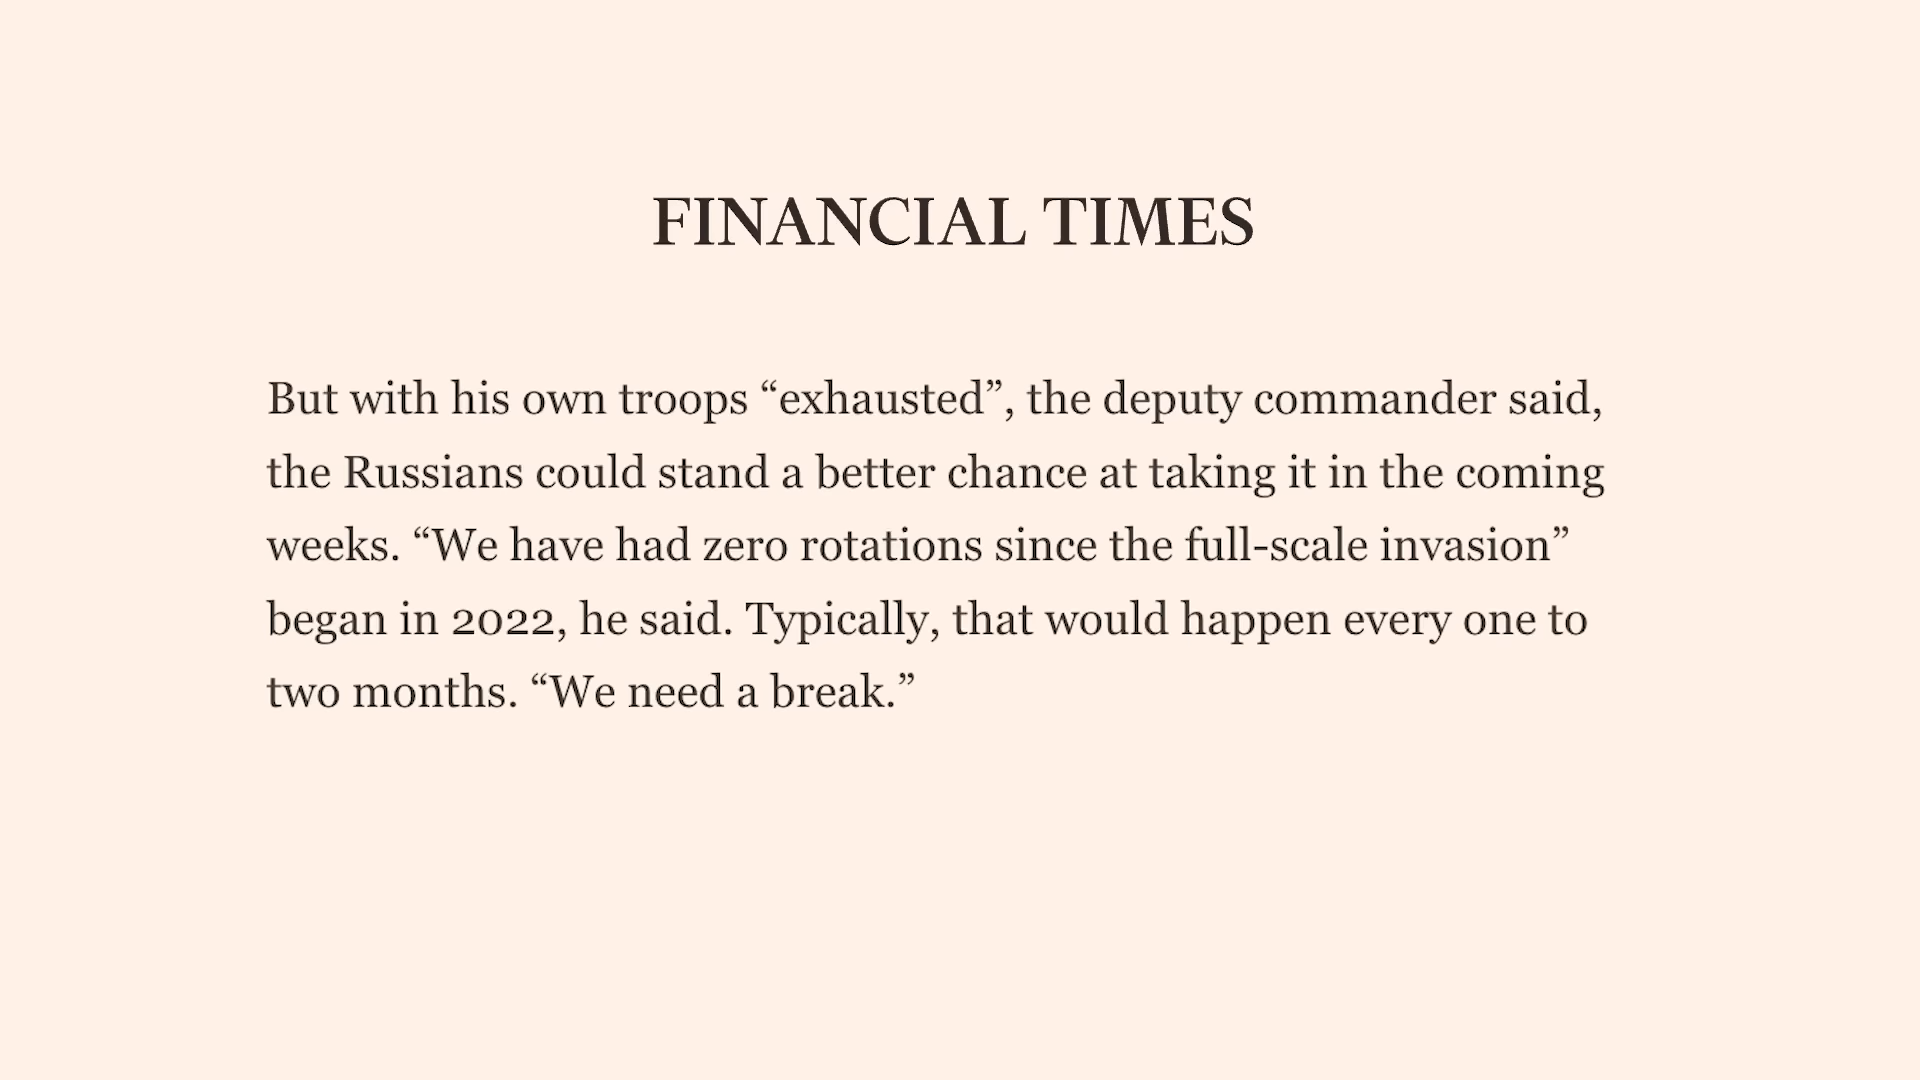 FINANCIAL TIMES
But with his own troops “exhausted”, the deputy commander said,
the Russians could stand a better chance at taking it in the coming
weeks. “We have had zero rotations since the full-scale invasion”
began in 2022, he said. Typically, that would happen every one to
two months. “We need a break.”